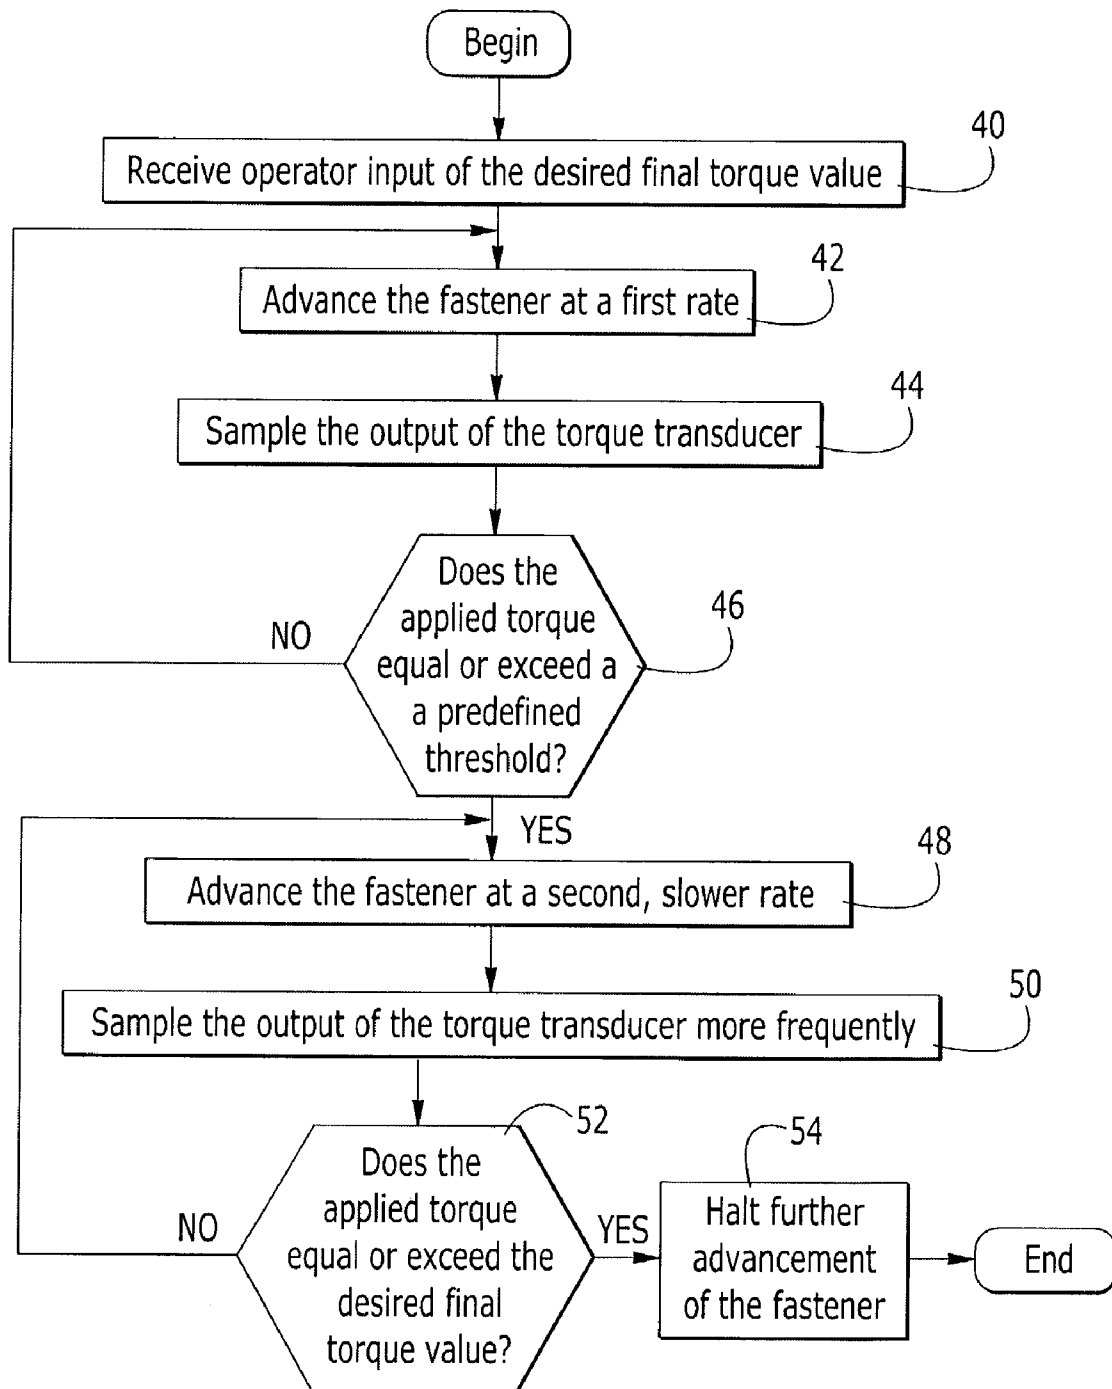 Begin
40
Receive operator input of the desired final torque value
42
Advance the fastener at a first rate
44
Sample the output of the torque transducer
46
Does the
applied torque
equal or exceed a
a predefined
threshold?
NO
YES
48
Advance the fastener at a second, slower rate
50
Sample the output of the torque transducer more frequently
52
Does the
applied torque
equal or exceed the
desired final
torque value?
NO
YES
54
Halt further
advancement
of the fastener
End